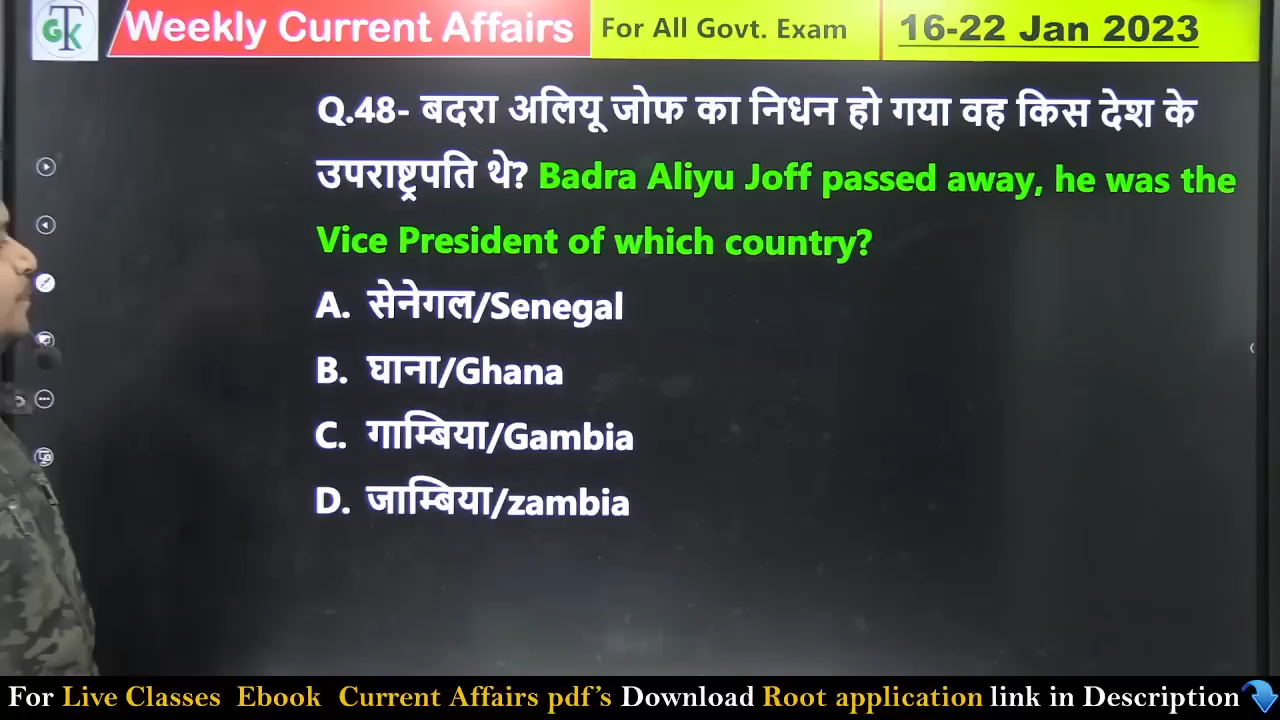 GTK
Weekly Current Affairs
For All Govt. Exam
16-22 Jan 2023
Q.48- बदरा अलियू जोफ का निधन हो गया वह किस देश के
उपराष्ट्रपति थे? Badra Aliyu Joff passed away, he was the
Vice President of which country?
A. सेनेगल/Senegal
B. घाना/Ghana
C. गाम्बिया/Gambia
D. जाम्बिया/zambia
For Live Classes Ebook Current Affairs pdf's Download Root application link in Description